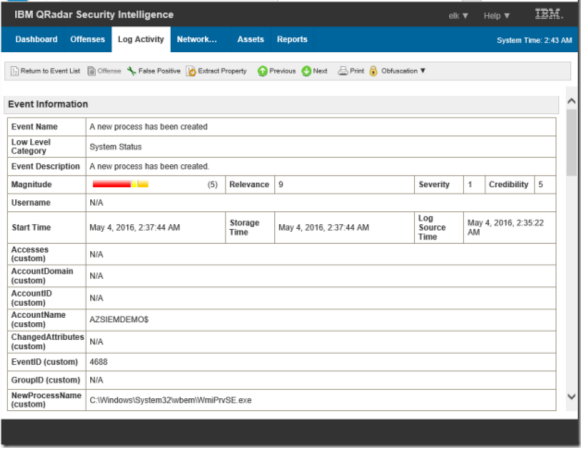 IBM QRadar Security Intelligence elk ▼ Help ▼ IBM.
Dashboard Offenses Log Activity Network... Assets Reports System Time: 2:43 AM
Return to Event List Offense False Positive Extract Property Previous Next Print Obfuscation ▼
Event Information
Event Name A new process has been created
Low Level Category System Status
Event Description A new process has been created.
Magnitude (5) Relevance 9 Severity 1 Credibility 5
Username N/A
Start Time May 4, 2016, 2:37:44 AM Storage Time May 4, 2016, 2:37:44 AM Log Source Time May 4, 2016, 2:35:22 AM
Accesses (custom) N/A
AccountDomain (custom) N/A
AccountID (custom) N/A
AccountName (custom) AZSIEMDEMO$
ChangedAttributes (custom) N/A
EventID (custom) 4688
GroupID (custom) N/A
NewProcessName (custom) C:\Windows\System32\wbem\WmiPrvSE.exe